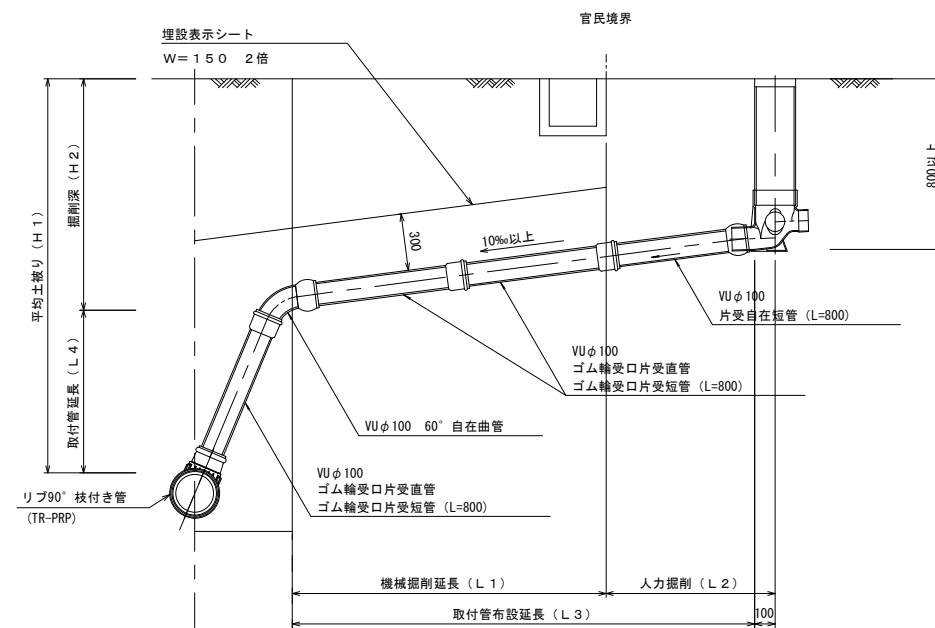 官民境界
埋設表示シート
W=150 2倍
平均土被り(H1)
掘削深(H2)
取付管延長(L4)
800以上
300
10‰以上
VUφ100
片受自在短管(L=800)
VUφ100
ゴム輪受口片受直管
ゴム輪受口片受短管(L=800)
VUφ100 60°自在曲管
VUφ100
ゴム輪受口片受直管
ゴム輪受口片受短管(L=800)
リブ90°枝付き管
(TR-PRP)
機械掘削延長(L1)
人力掘削(L2)
取付管布設延長(L3)
100